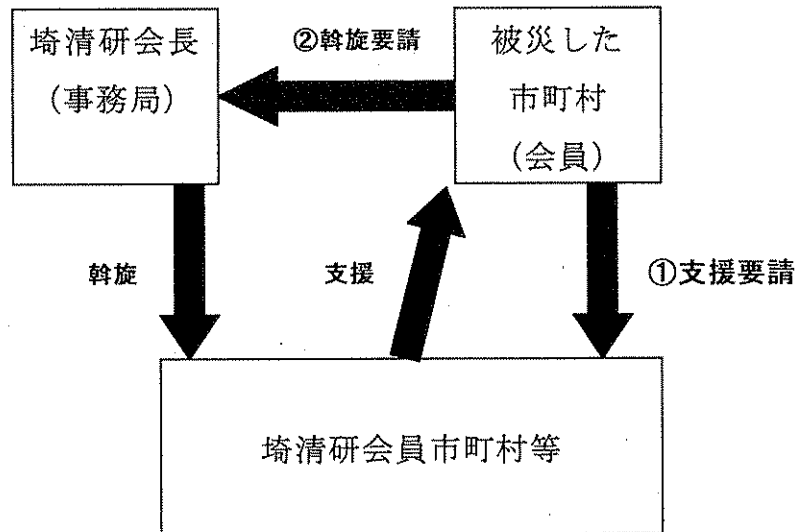 埼清研会長
（事務局）
②斡旋要請
被災した
市町村
（会員）
斡旋
支援
①支援要請
埼清研会員市町村等